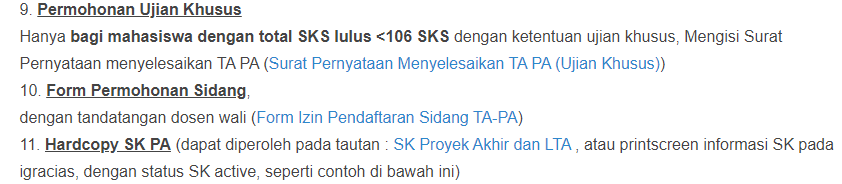 9. Permohonan Ujian Khusus
Hanya bagi mahasiswa dengan total SKS lulus <106 SKS dengan ketentuan ujian khusus, Mengisi Surat
Pernyataan menyelesaikan TA PA (Surat Pernyataan Menyelesaikan TA PA (Ujian Khusus))
10. Form Permohonan Sidang,
dengan tandatangan dosen wali (Form Izin Pendaftaran Sidang TA-PA)
11. Hardcopy SK PA (dapat diperoleh pada tautan : SK Proyek Akhir dan LTA , atau printscreen informasi SK pada
igracias, dengan status SK active, seperti contoh di bawah ini)